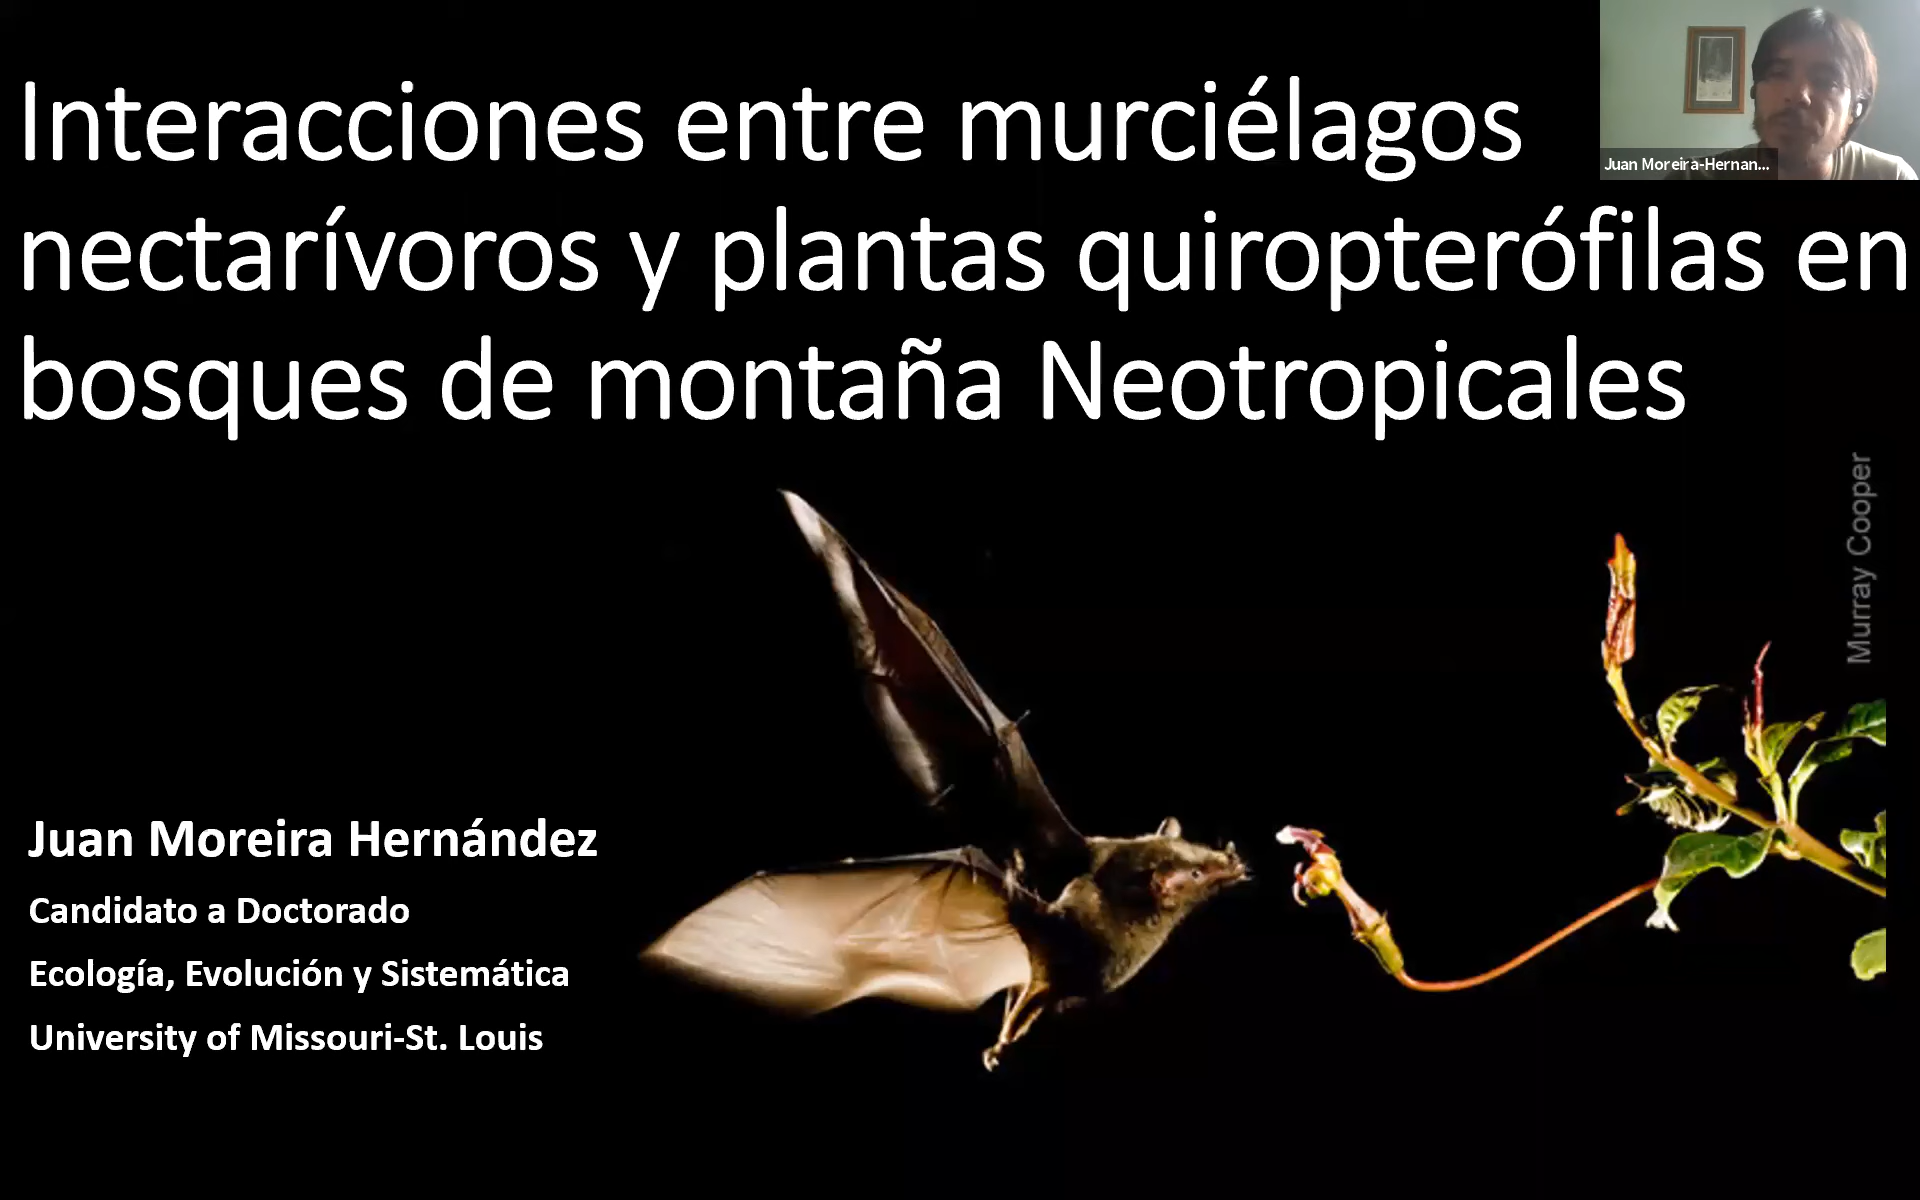 Interacciones entre murciélagos
nectarívoros y plantas quiropterófilas en
bosques de montaña Neotropicales
Juan Moreira-Hernan...
Murray Cooper
Juan Moreira Hernández
Candidato a Doctorado
Ecología, Evolución y Sistemática
University of Missouri-St. Louis